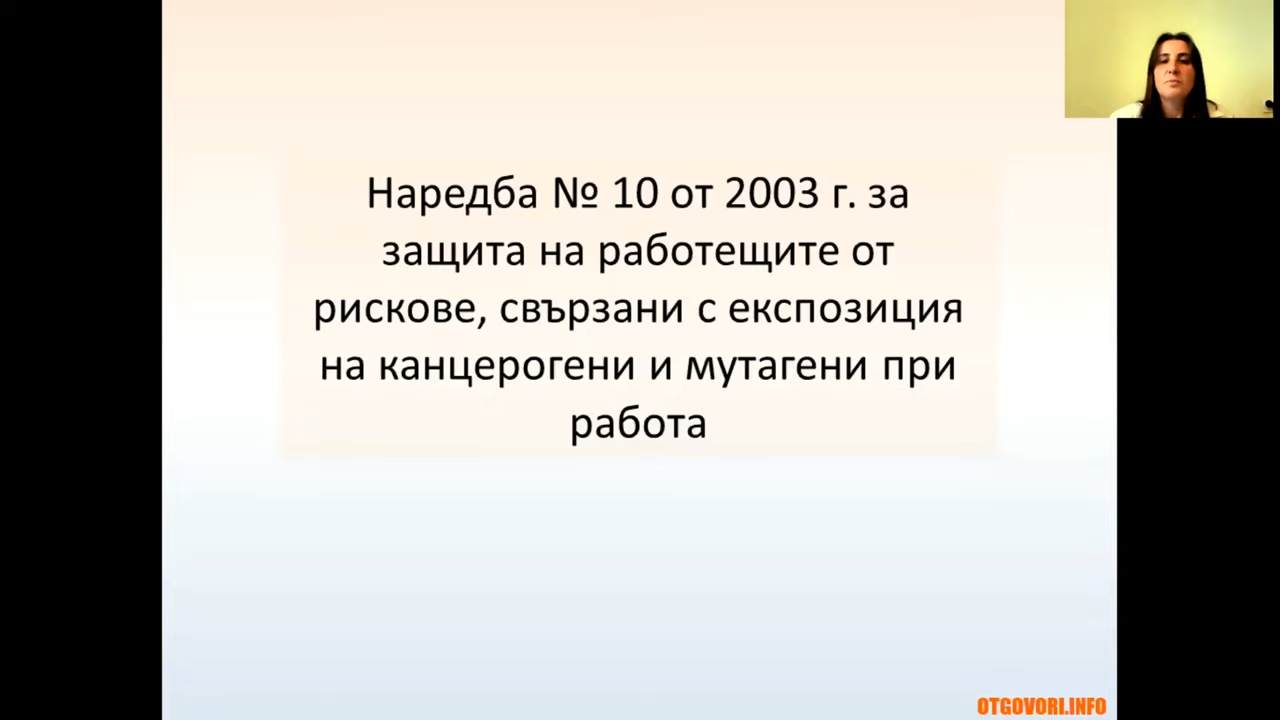 Наредба № 10 от 2003 г. за
защита на работещите от
рискове, свързани с експозиция
на канцерогени и мутагени при
работа
OTGOVORI.INFO